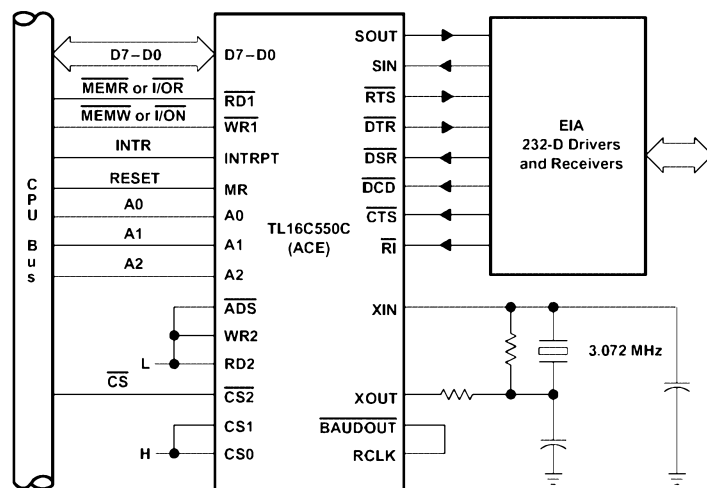 CPU Bus
D7–D0
MEMR or I/OR
MEMW or I/ON
INTR
RESET
A0
A1
A2
L
CS
H
D7–D0
RD1
WR1
INTRPT
MR
A0
A1
A2
ADS
WR2
RD2
CS2
CS1
CS0
TL16C550C
(ACE)
SOUT
SIN
RTS
DTR
DSR
DCD
CTS
RI
XIN
XOUT
BAUDOUT
RCLK
EIA
232-D Drivers
and Receivers
3.072 MHz